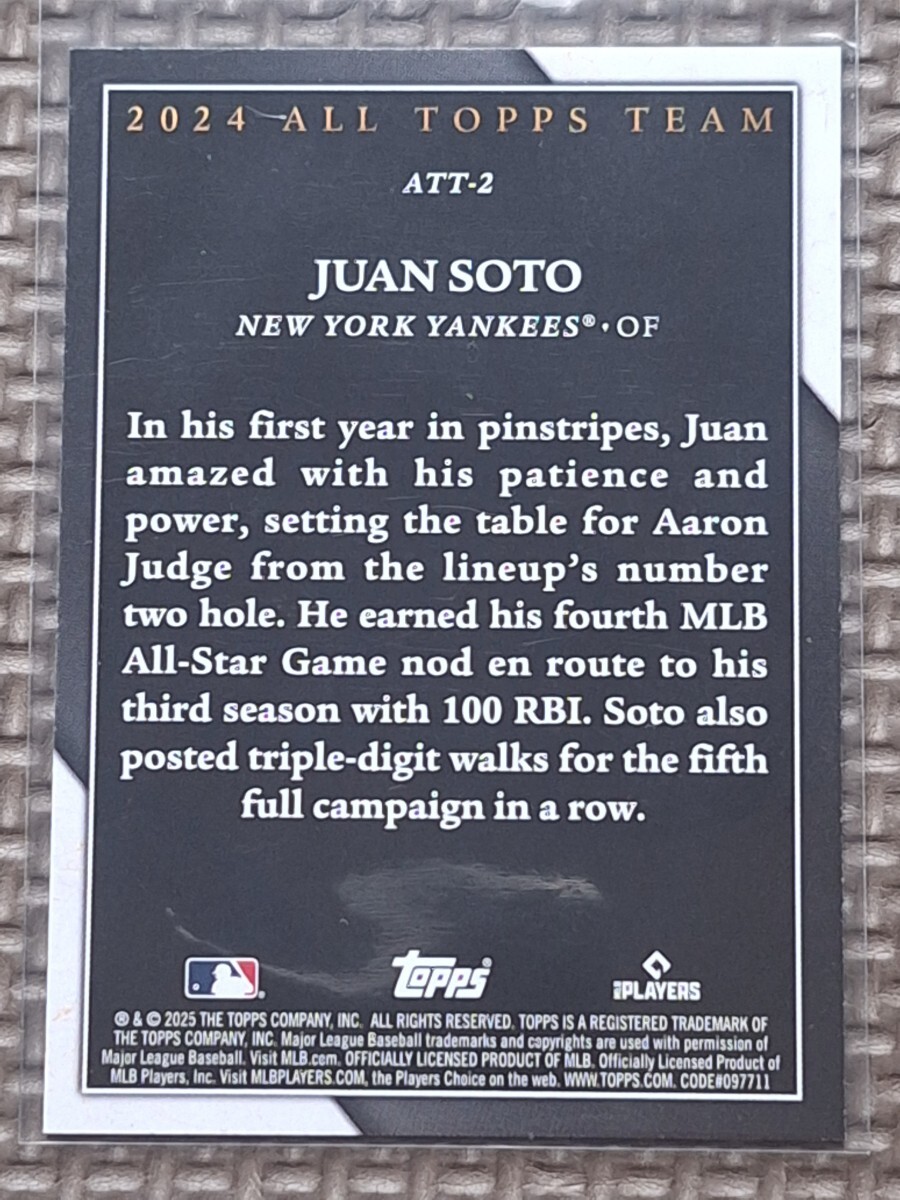 2024 ALL TOPPS TEAM
ATT-2
JUAN SOTO
NEW YORK YANKEES® • OF
In his first year in pinstripes, Juan
amazed with his patience and
power, setting the table for Aaron
Judge from the lineup's number
two hole. He earned his fourth MLB
All-Star Game nod en route to his
third season with 100 RBI. Soto also
posted triple-digit walks for the fifth
full campaign in a row.
topps® PLAYERS
® & © 2025 THE TOPPS COMPANY, INC. ALL RIGHTS RESERVED. TOPPS IS A REGISTERED TRADEMARK OF
THE TOPPS COMPANY, INC. Major League Baseball trademarks and copyrights are used with permission of
Major League Baseball. Visit MLB.com. OFFICIALLY LICENSED PRODUCT OF MLB. Officially Licensed Product of
MLB Players, Inc. Visit MLBPLAYERS.COM, the Players Choice on the web. WWW.TOPPS.COM. CODE#097711